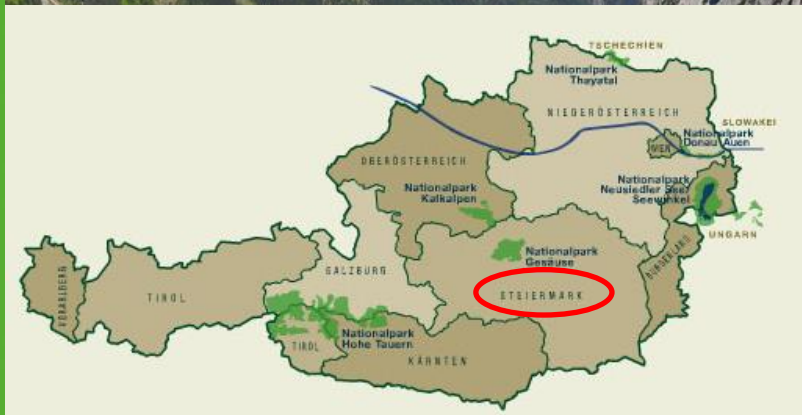 TSCHECHIEN
Nationalpark
Thayatal
NIEDERÖSTERREICH
SLOWAKEI
WIEN
Nationalpark
Donau Auen
OBERÖSTERREICH
Nationalpark
Kalkalpen
Nationalpark
Neusiedler See/
Seewinkel
UNGARN
BURGENLAND
Nationalpark
Gesäuse
STEIERMARK
SALZBURG
VORARLBERG
TIROL
Nationalpark
Hohe Tauern
TIROL
KÄRNTEN